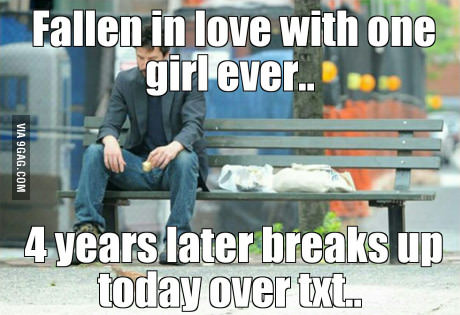 Fallen in love with one
girl ever..
VIA 9GAG.COM
4 years later breaks up
today over txt..